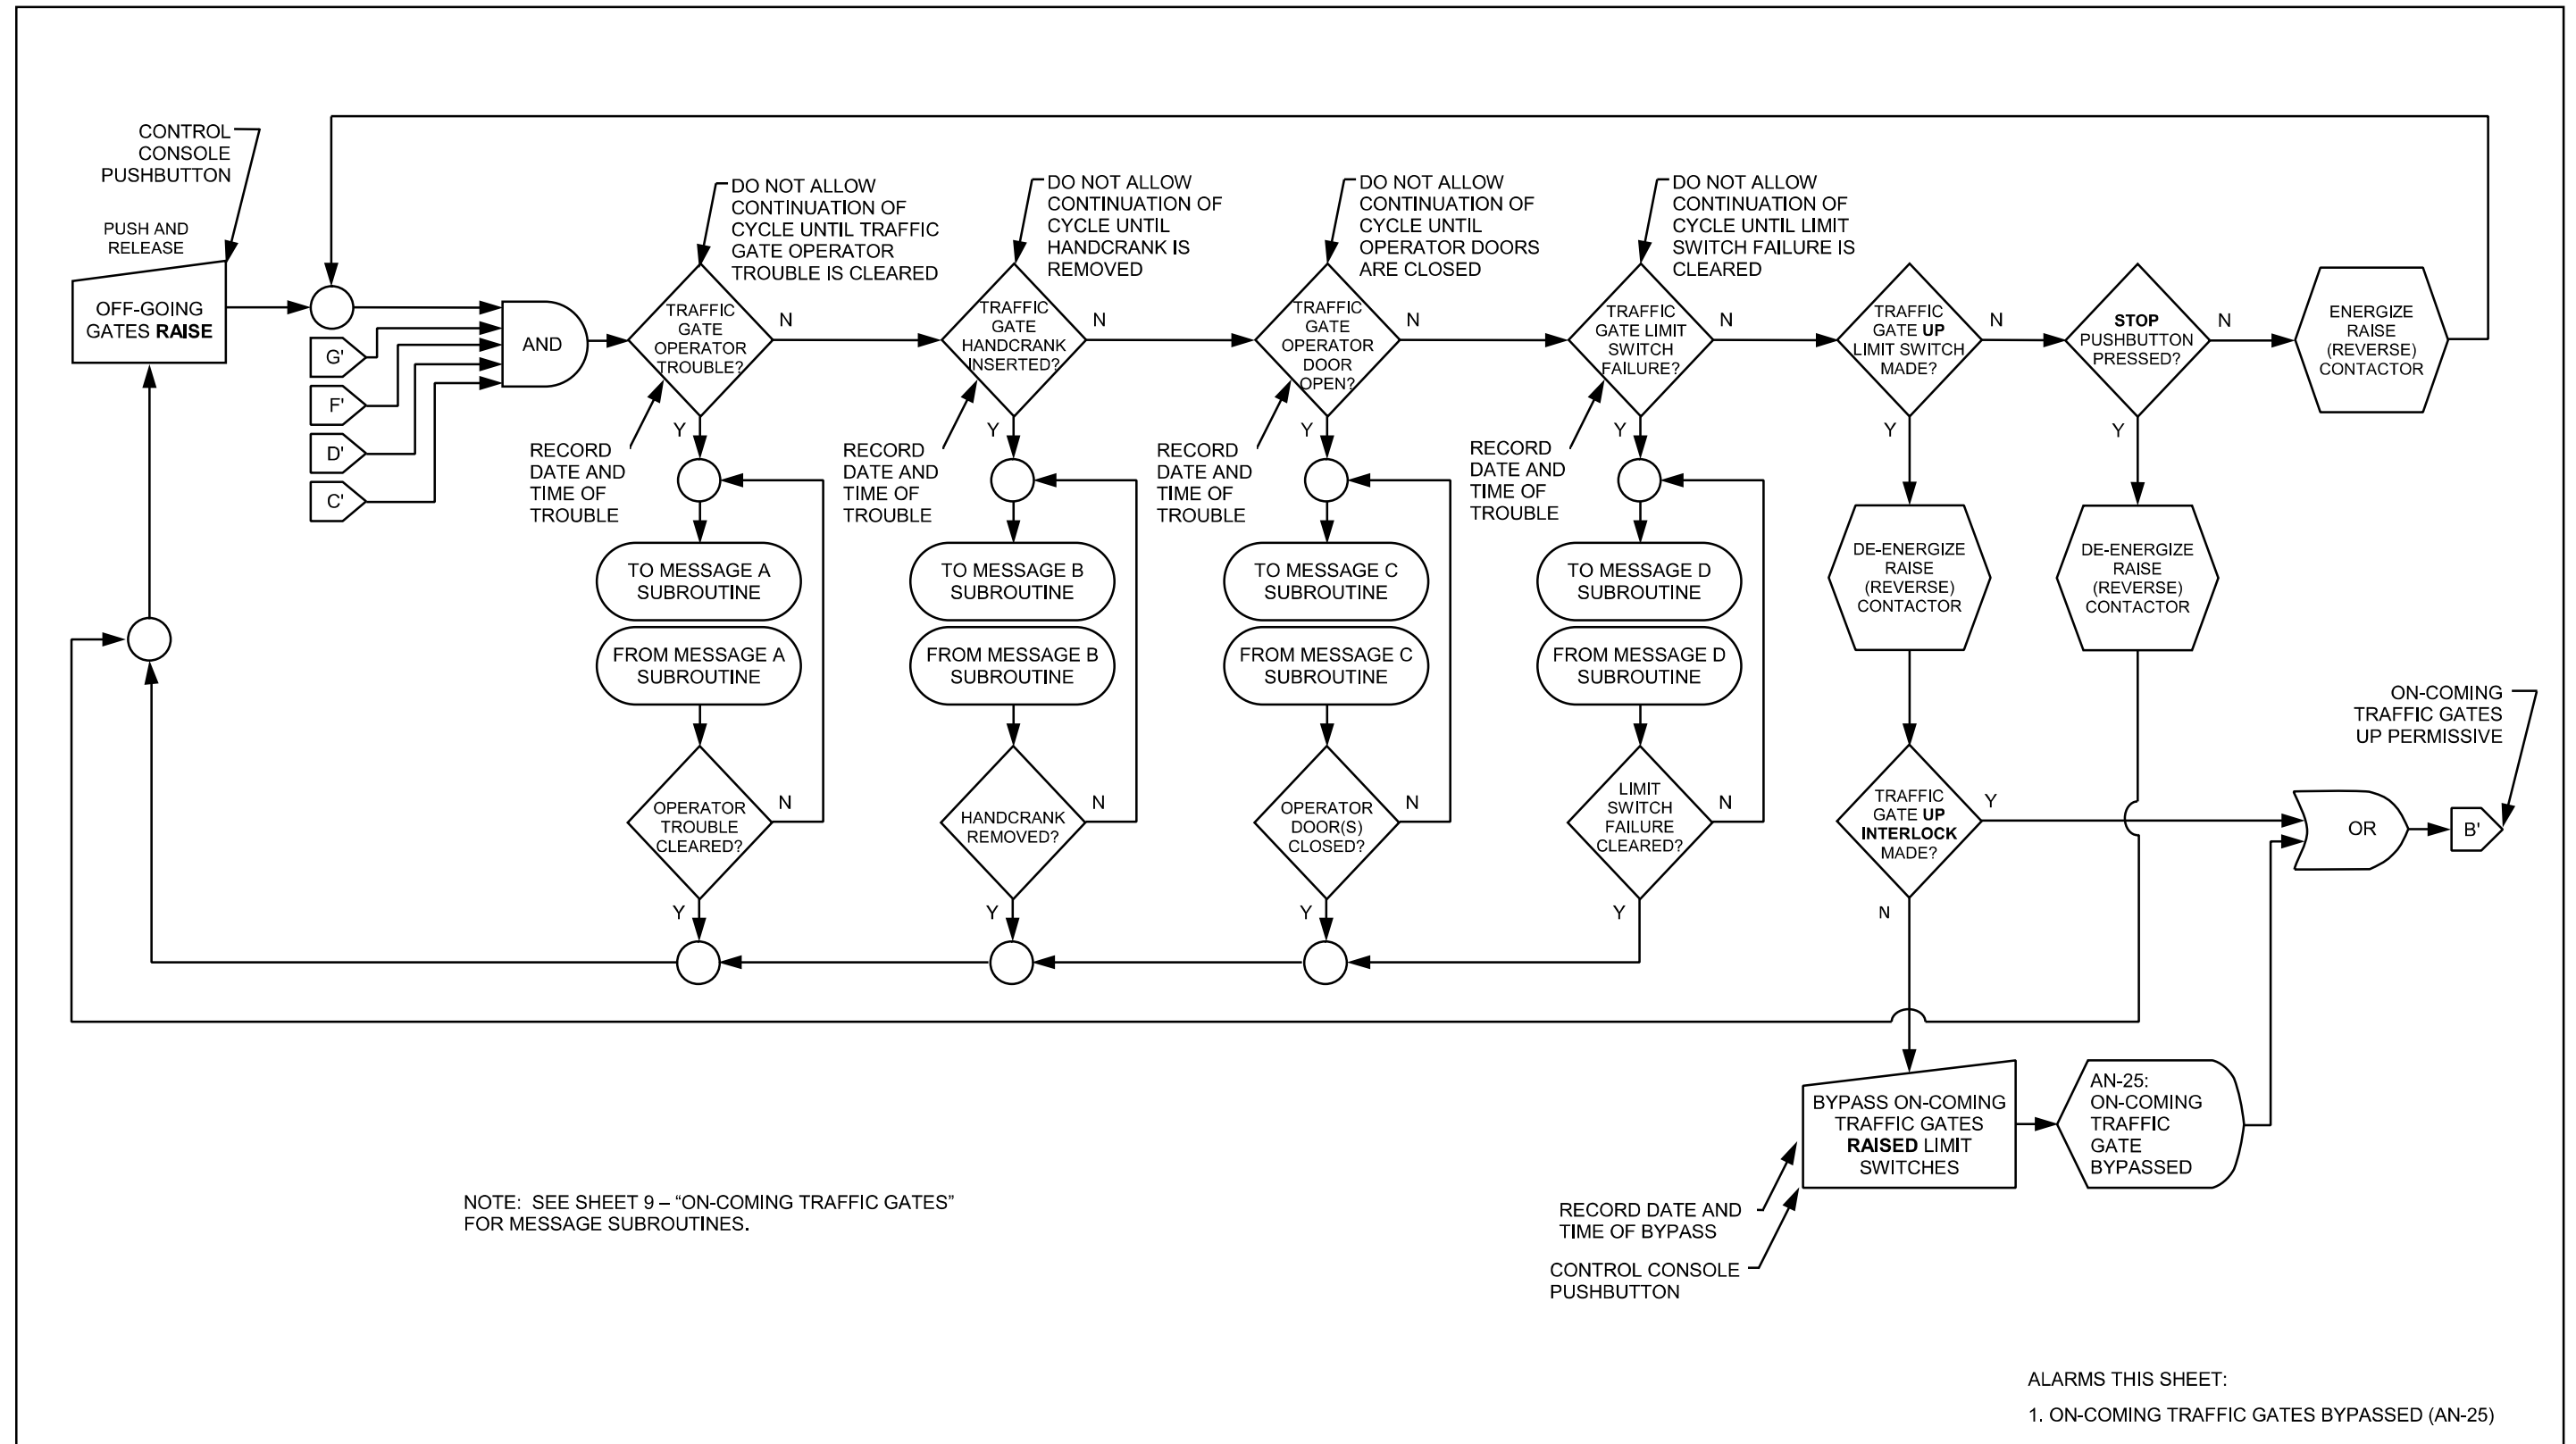 CONTROL
CONSOLE
PUSHBUTTON
PUSH AND
RELEASE
OFF-GOING
GATES RAISE
G'
F'
D'
C'
AND
DO NOT ALLOW
CONTINUATION OF
CYCLE UNTIL TRAFFIC
GATE OPERATOR
TROUBLE IS CLEARED
TRAFFIC
GATE
OPERATOR
TROUBLE?
N
Y
RECORD
DATE AND
TIME OF
TROUBLE
TO MESSAGE A
SUBROUTINE
FROM MESSAGE A
SUBROUTINE
OPERATOR
TROUBLE
CLEARED?
N
Y
DO NOT ALLOW
CONTINUATION OF
CYCLE UNTIL
HANDCRANK IS
REMOVED
TRAFFIC
GATE
HANDCRANK
INSERTED?
N
Y
RECORD
DATE AND
TIME OF
TROUBLE
TO MESSAGE B
SUBROUTINE
FROM MESSAGE B
SUBROUTINE
HANDCRANK
REMOVED?
N
Y
DO NOT ALLOW
CONTINUATION OF
CYCLE UNTIL
OPERATOR DOORS
ARE CLOSED
TRAFFIC
GATE
OPERATOR
DOOR
OPEN?
N
Y
RECORD
DATE AND
TIME OF
TROUBLE
TO MESSAGE C
SUBROUTINE
FROM MESSAGE C
SUBROUTINE
OPERATOR
DOOR(S)
CLOSED?
N
Y
DO NOT ALLOW
CONTINUATION OF
CYCLE UNTIL LIMIT
SWITCH FAILURE IS
CLEARED
TRAFFIC
GATE LIMIT
SWITCH
FAILURE?
N
Y
RECORD
DATE AND
TIME OF
TROUBLE
TO MESSAGE D
SUBROUTINE
FROM MESSAGE D
SUBROUTINE
LIMIT
SWITCH
FAILURE
CLEARED?
N
Y
TRAFFIC
GATE UP
LIMIT SWITCH
MADE?
N
Y
DE-ENERGIZE
RAISE
(REVERSE)
CONTACTOR
TRAFFIC
GATE UP
INTERLOCK
MADE?
Y
N
STOP
PUSHBUTTON
PRESSED?
N
Y
DE-ENERGIZE
RAISE
(REVERSE)
CONTACTOR
ENERGIZE
RAISE
(REVERSE)
CONTACTOR
ON-COMING
TRAFFIC GATES
UP PERMISSIVE
OR
B'
BYPASS ON-COMING
TRAFFIC GATES
RAISED LIMIT
SWITCHES
AN-25:
ON-COMING
TRAFFIC
GATE
BYPASSED
RECORD DATE AND
TIME OF BYPASS
CONTROL CONSOLE
PUSHBUTTON
NOTE:  SEE SHEET 9 – “ON-COMING TRAFFIC GATES”
FOR MESSAGE SUBROUTINES.
ALARMS THIS SHEET:
1. ON-COMING TRAFFIC GATES BYPASSED (AN-25)